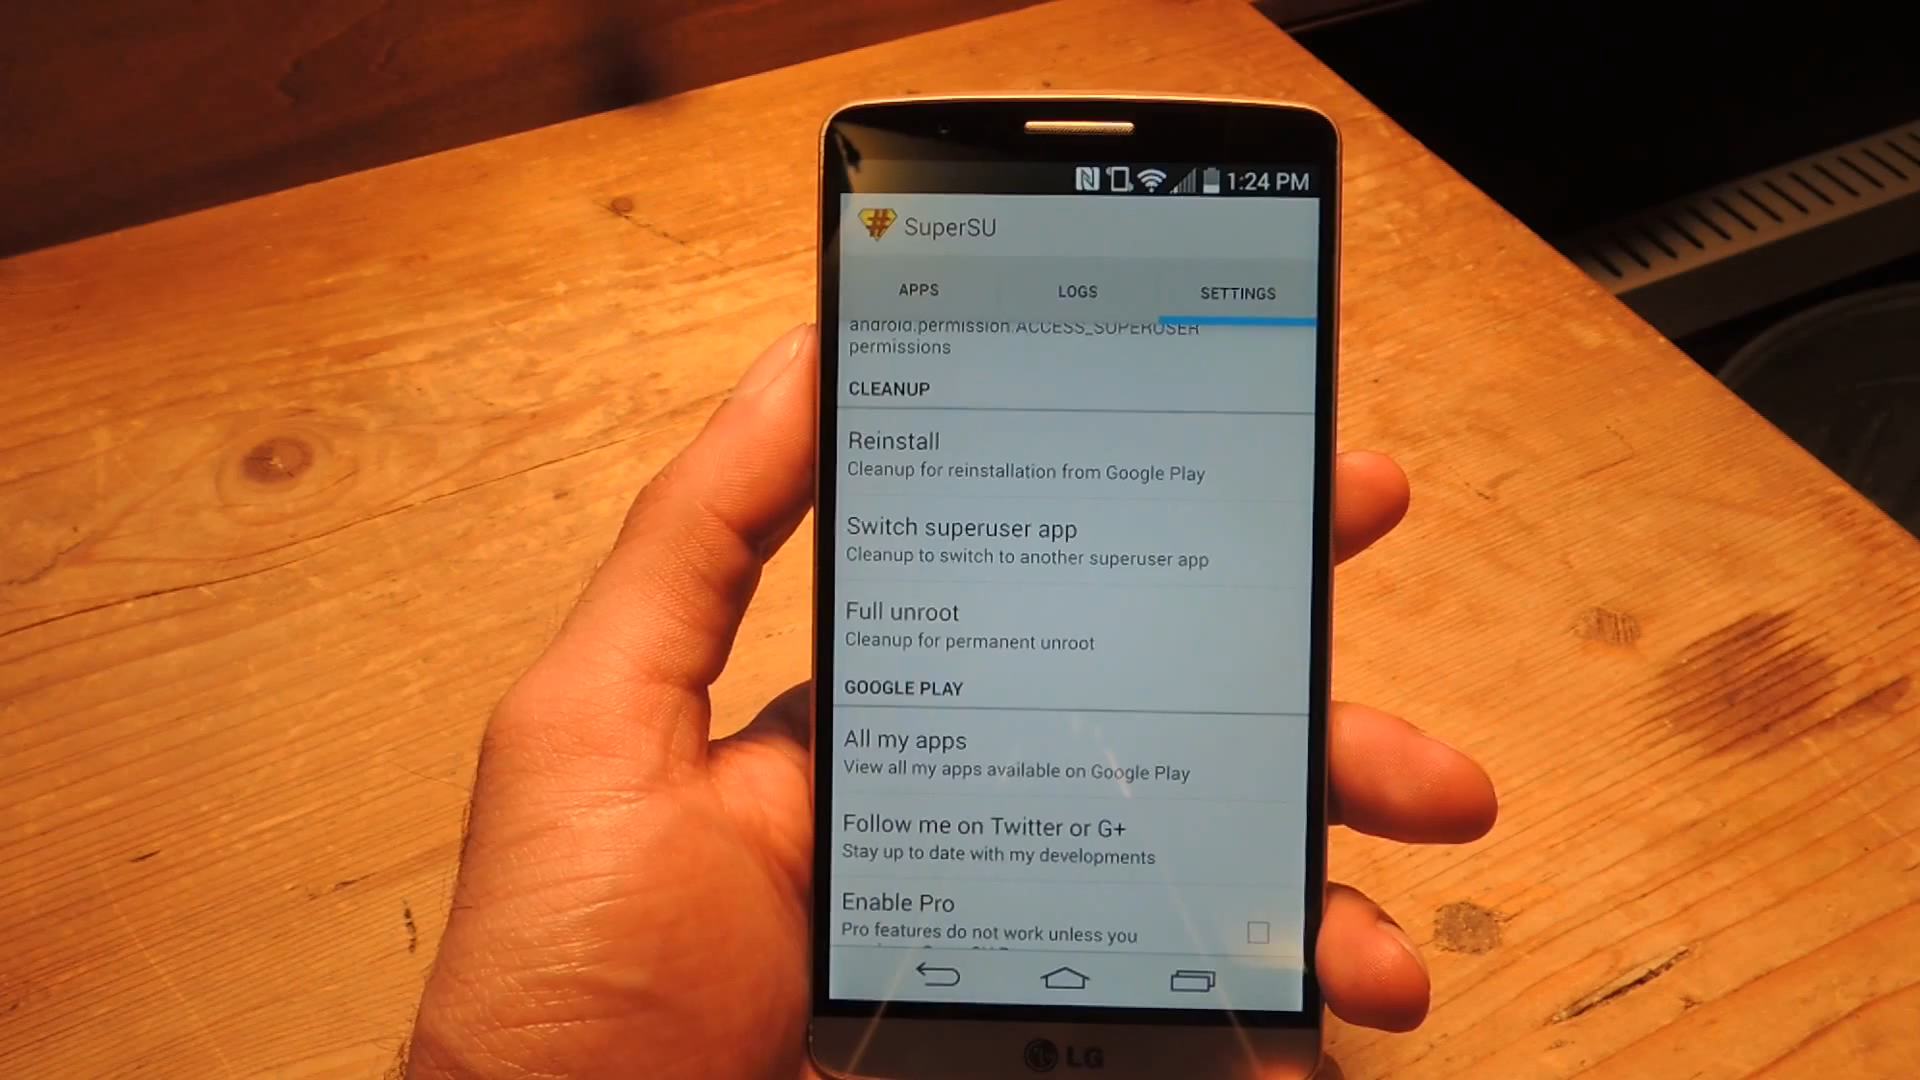 1:24 PM
SuperSU
APPS LOGS SETTINGS
android.permission.ACCESS_SUPERUSER
permissions
CLEANUP
Reinstall
Cleanup for reinstallation from Google Play
Switch superuser app
Cleanup to switch to another superuser app
Full unroot
Cleanup for permanent unroot
GOOGLE PLAY
All my apps
View all my apps available on Google Play
Follow me on Twitter or G+
Stay up to date with my developments
Enable Pro
Pro features do not work unless you
LG